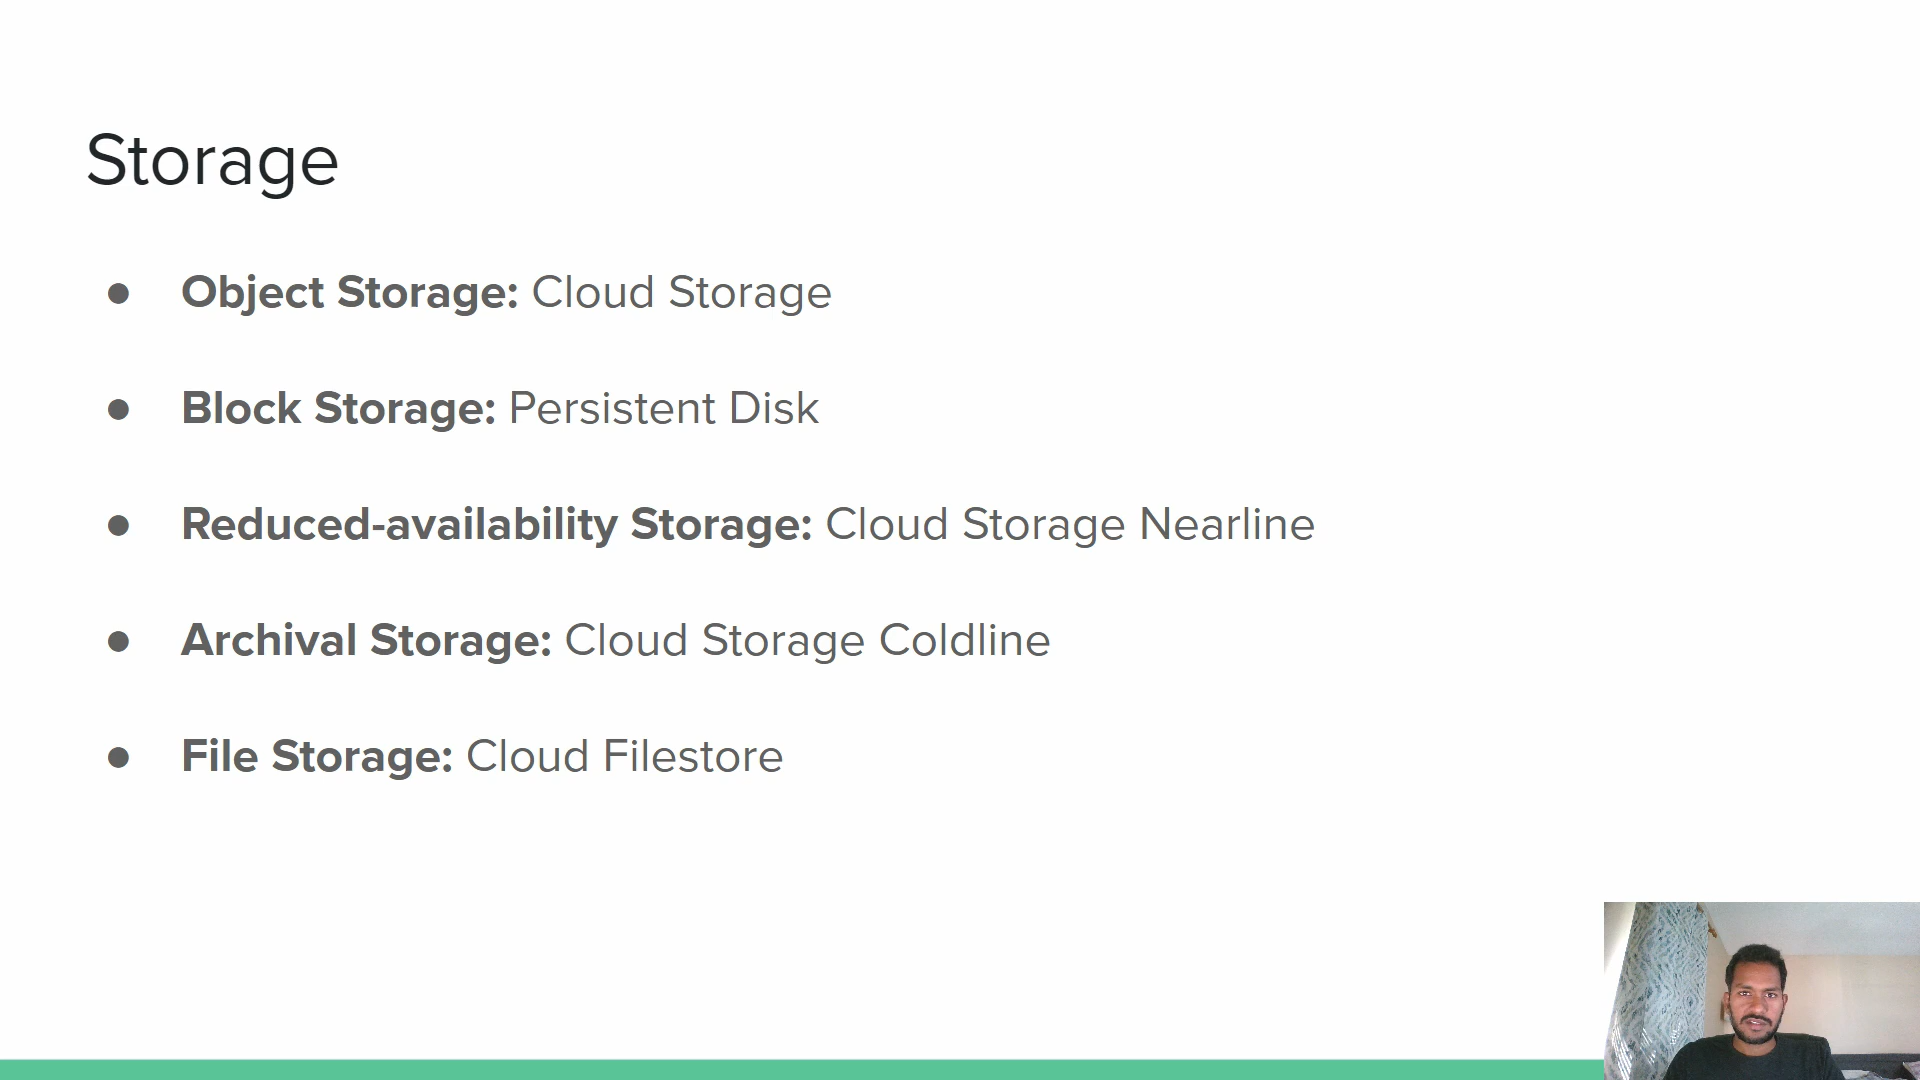 Storage
● Object Storage: Cloud Storage
● Block Storage: Persistent Disk
● Reduced-availability Storage: Cloud Storage Nearline
● Archival Storage: Cloud Storage Coldline
● File Storage: Cloud Filestore